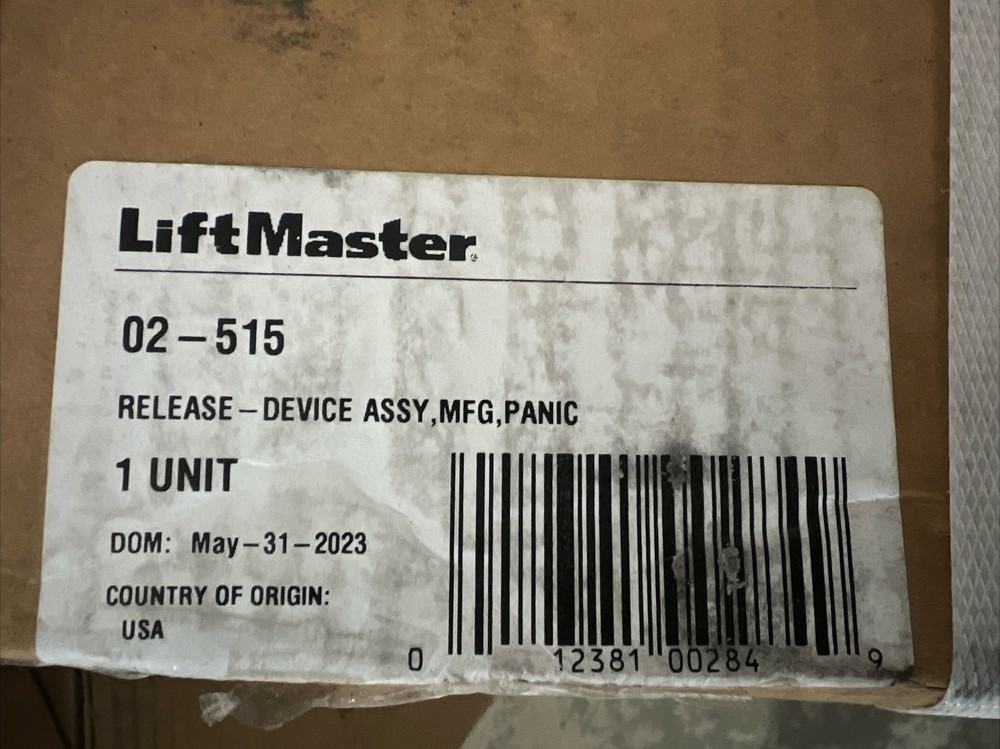 LiftMaster
02-515
RELEASE-DEVICE ASSY,MFG,PANIC
1 UNIT
DOM: May-31-2023
COUNTRY OF ORIGIN:
USA
0 12381 00284 9